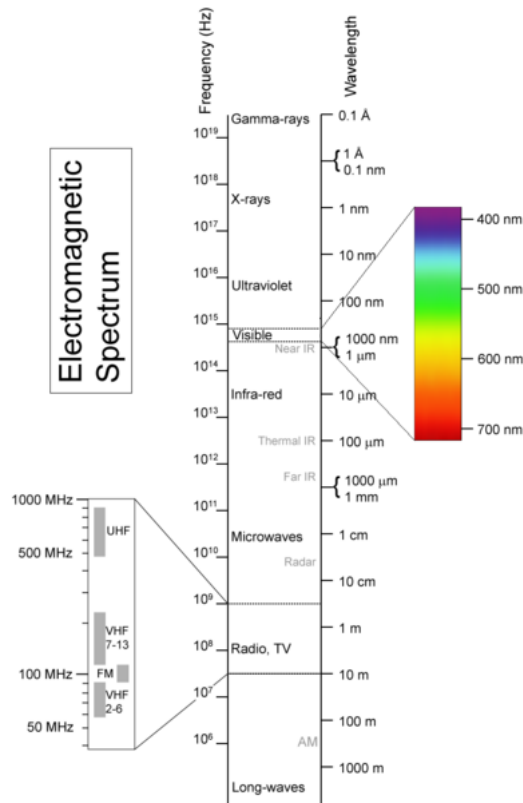 Electromagnetic
Spectrum
Frequency (Hz)
Wavelength
10¹⁹
10¹⁸
10¹⁷
10¹⁶
10¹⁵
10¹⁴
10¹³
10¹²
10¹¹
10¹⁰
10⁹
10⁸
10⁷
10⁶
Gamma-rays
X-rays
Ultraviolet
Visible
Near IR
Infra-red
Thermal IR
Far IR
Microwaves
Radar
Radio, TV
AM
Long-waves
0.1 Å
1 Å
0.1 nm
1 nm
10 nm
100 nm
1000 nm
1 µm
10 µm
100 µm
1000 µm
1 mm
1 cm
10 cm
1 m
10 m
100 m
1000 m
400 nm
500 nm
600 nm
700 nm
1000 MHz
UHF
500 MHz
VHF
7-13
FM
100 MHz
VHF
2-6
50 MHz